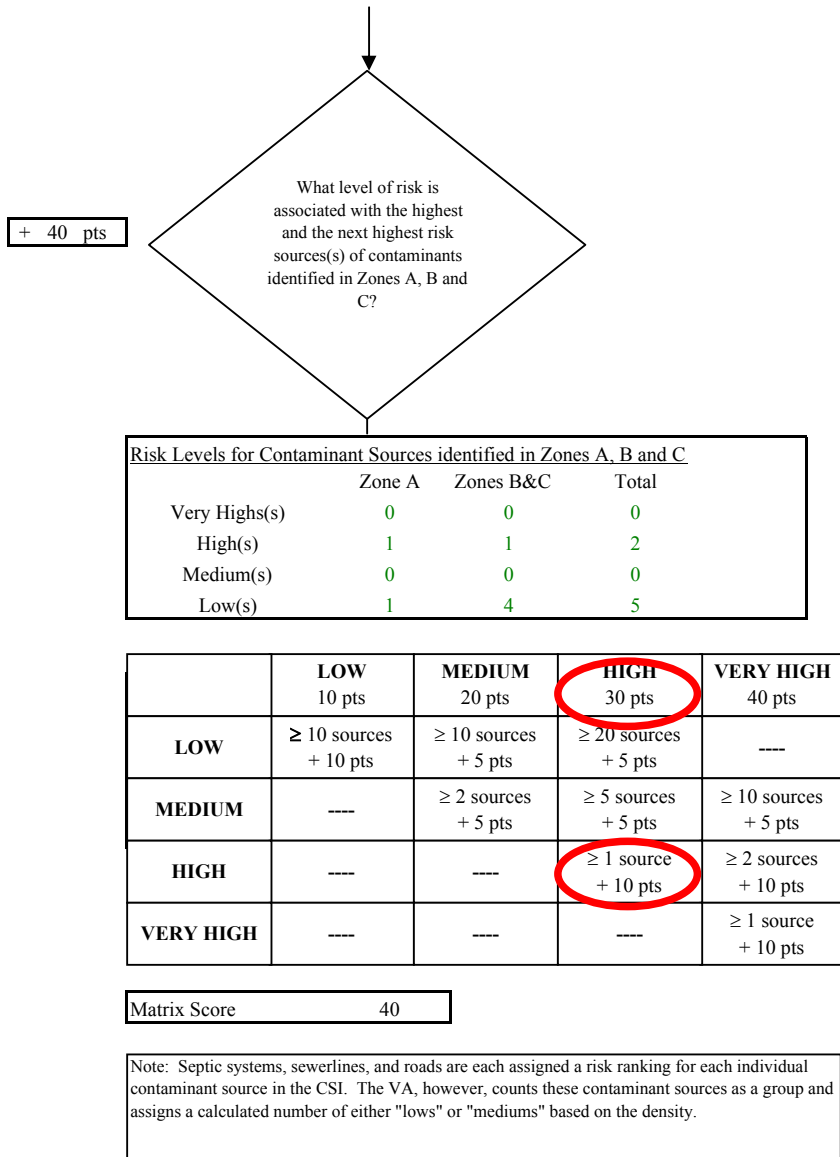 What level of risk is
associated with the highest
and the next highest risk
sources(s) of contaminants
identified in Zones A, B and
C?
+ 40 pts
Risk Levels for Contaminant Sources identified in Zones A, B and C
Zone A Zones B&C Total
Very Highs(s) 0 0 0
High(s) 1 1 2
Medium(s) 0 0 0
Low(s) 1 4 5
LOW MEDIUM HIGH VERY HIGH
10 pts 20 pts 30 pts 40 pts
LOW ≥ 10 sources ≥ 10 sources ≥ 20 sources ----
+ 10 pts + 5 pts + 5 pts
MEDIUM ---- ≥ 2 sources ≥ 5 sources ≥ 10 sources
+ 5 pts + 5 pts + 5 pts
HIGH ---- ---- ≥ 1 source ≥ 2 sources
+ 10 pts + 10 pts
VERY HIGH ---- ---- ---- ≥ 1 source
+ 10 pts
Matrix Score 40
Note: Septic systems, sewerlines, and roads are each assigned a risk ranking for each individual
contaminant source in the CSI. The VA, however, counts these contaminant sources as a group and
assigns a calculated number of either "lows" or "mediums" based on the density.